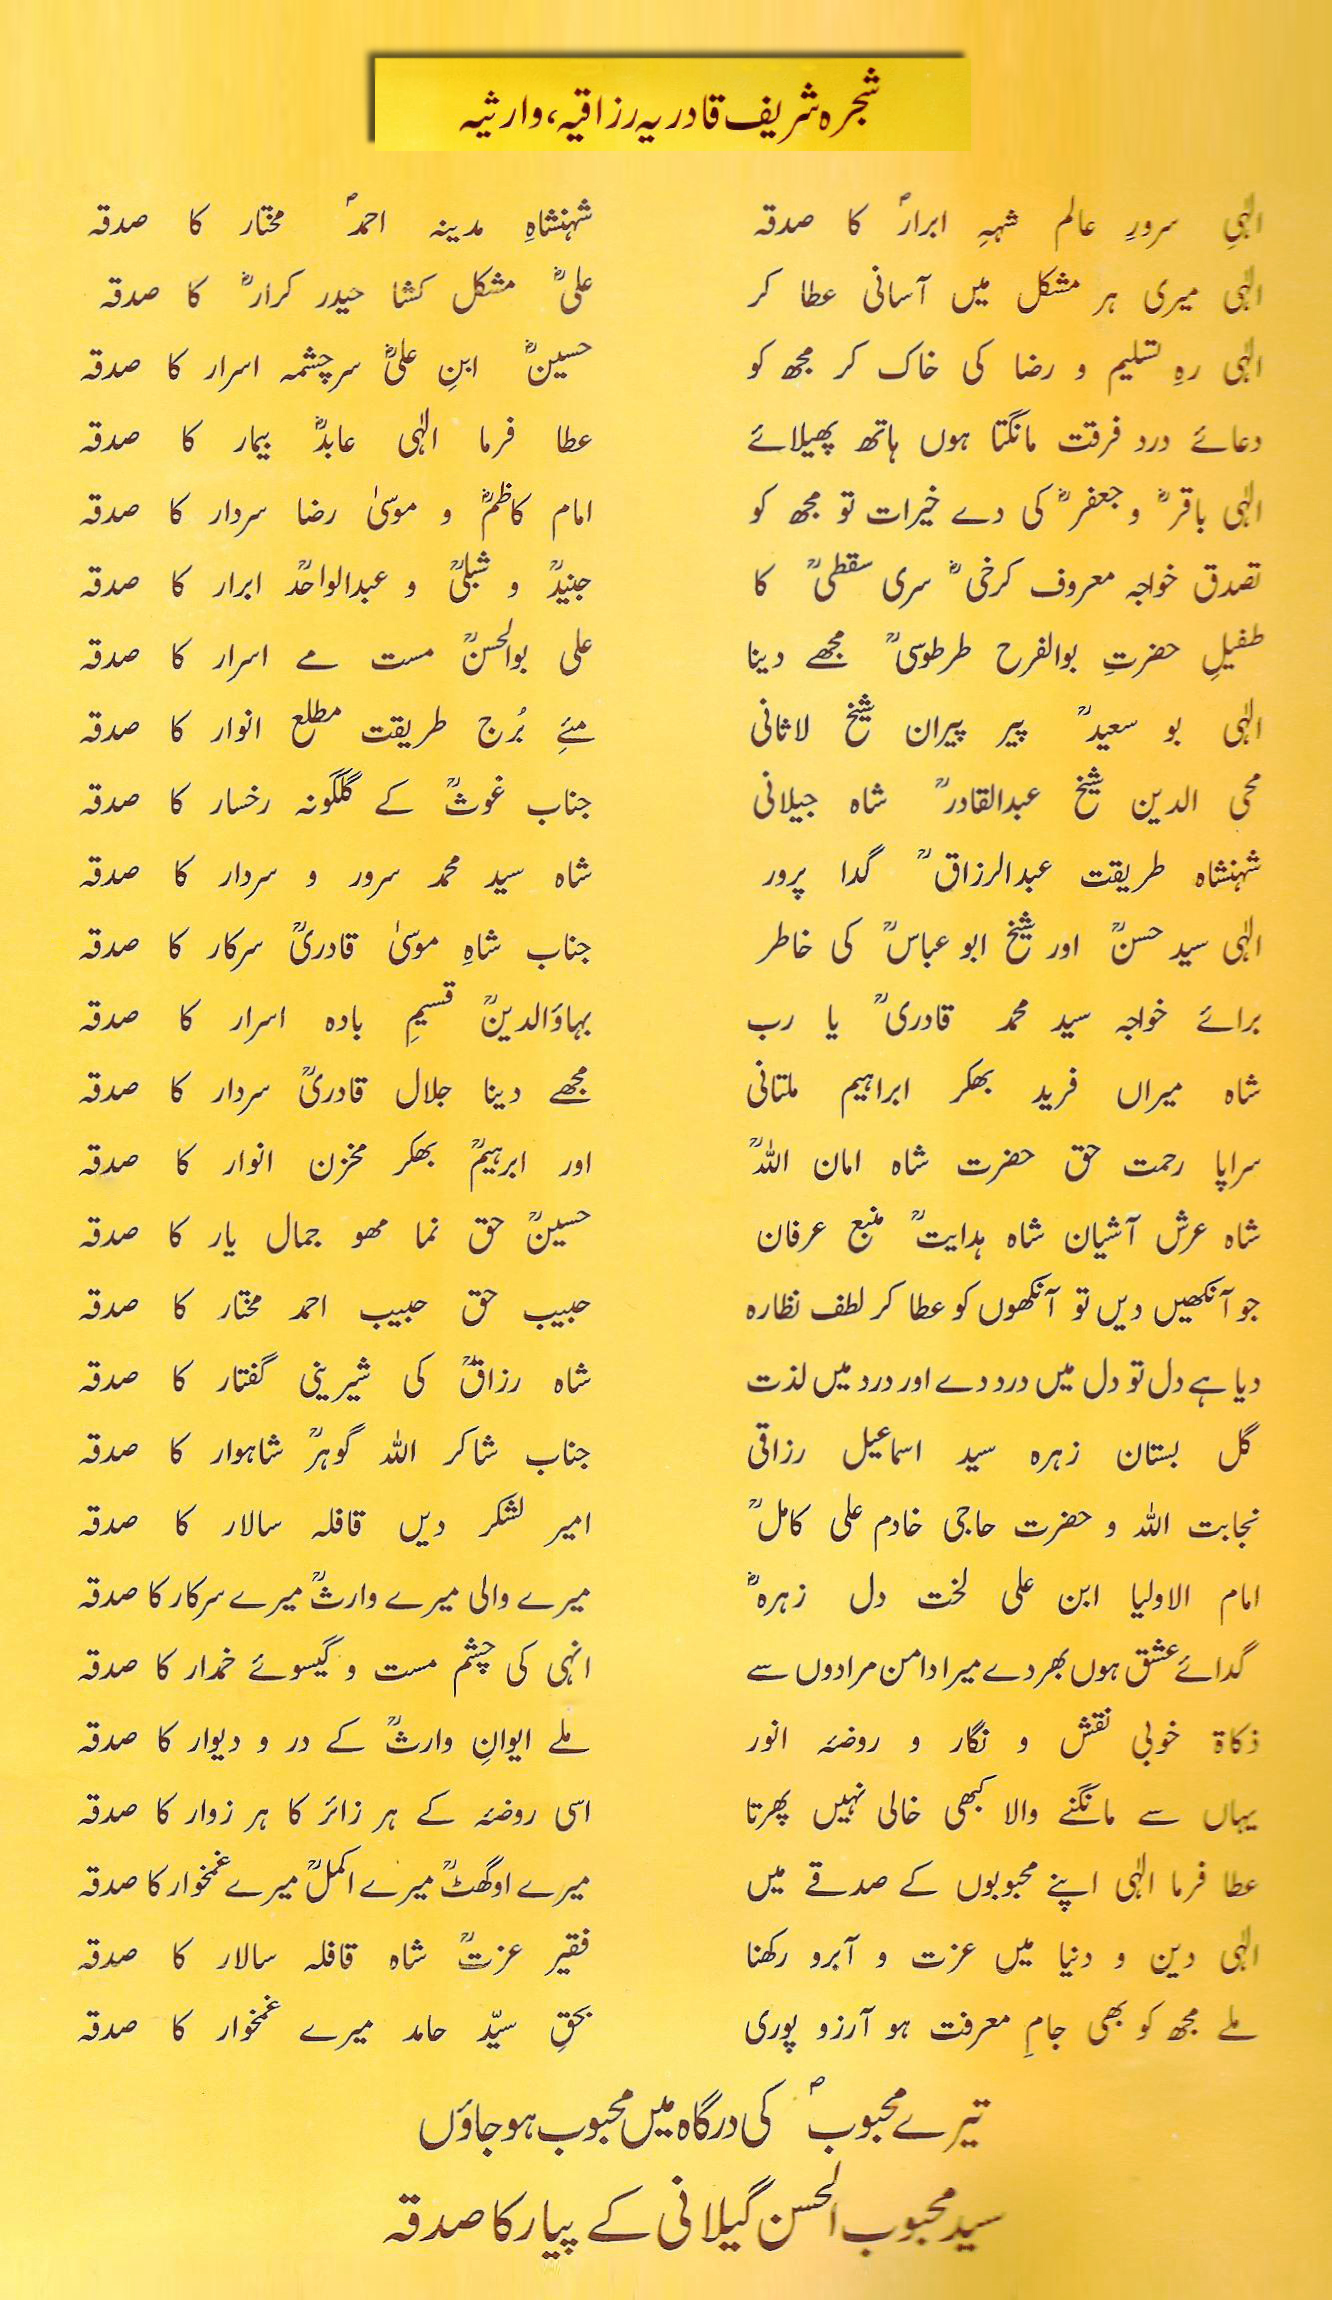 شجرہ شریف قادریہ رزاقیہ، وارثیہ
الٰہیِ سرورِ عالم شہہِ ابرارؐ کا صدقہ شہنشاہِ مدینہ احمدؐ مختار کا صدقہ
الٰہی میری ہر مشکل میں آسانی عطا کر علیؓ مشکل کشا حیدر کرارؓ کا صدقہ
الٰہی رہِ تسلیم و رضا کی خاک کر مجھ کو حسینؓ ابنِ علیؓ سرچشمہ اسرار کا صدقہ
دعائے درد فرقت مانگتا ہوں ہاتھ پھیلائے عطا فرما الٰہی عابدؓ بیمار کا صدقہ
الٰہی باقرؓ و جعفرؓ کی دے خیرات تو مجھ کو امام کاظمؓ و موسیٰ رضا سردار کا صدقہ
تصدق خواجہ معروف کرخیؓ سری سقطیؒ کا جنیدؒ و شبلیؒ و عبدالواحدؒ ابرار کا صدقہ
طفیلِ حضرتِ بوالفرح طرطوسیؒ مجھے دینا علی بوالحسنؒ مست مے اسرار کا صدقہ
الٰہی بو سعیدؒ پیر پیران شیخ لاثانی مئے بُرج طریقت مطلع انوار کا صدقہ
محی الدین شیخ عبدالقادرؒ شاہ جیلانی جناب غوثؒ کے گلگونہ رخسار کا صدقہ
شہنشاہ طریقت عبدالرزاقؒ گدا پرور شاہ سید محمد سرور و سردار کا صدقہ
الٰہی سید حسنؒ اور شیخ ابو عباسؒ کی خاطر جناب شاہِ موسیٰ قادریؒ سرکار کا صدقہ
برائے خواجہ سید محمد قادریؒ یا رب بہاؤالدینؒ قسیمِ بادہ اسرار کا صدقہ
شاہ میراں فرید بھکر ابراہیم ملتانی مجھے دینا جلال قادریؒ سردار کا صدقہ
سراپا رحمت حق حضرت شاہ امان اللہؒ اور ابرہیمؒ بھکر مخزن انوار کا صدقہ
شاہ عرش آشیان شاہ ہدایتؒ منبع عرفان حسینؒ حق نما محو جمال یار کا صدقہ
جو آنکھیں دیں تو آنکھوں کو عطا کر لطف نظارہ حبیب حق حبیب احمد مختار کا صدقہ
دیا ہے دل تو دل میں درد دے اور درد میں لذت شاہ رزاقؒ کی شیرینی گفتار کا صدقہ
گل بستان زہرہ سید اسماعیل رزاقی جناب شاکر اللہ گوہرؒ شاہوار کا صدقہ
نجابت اللہ و حضرت حاجی خادم علی کاملؒ امیر لشکر دیں قافلہ سالار کا صدقہ
امام الاولیا ابن علی لخت دل زہرہؓ میرے والی میرے وارثؒ میرے سرکار کا صدقہ
گدائے عشق ہوں بھر دے میرا دامن مرادوں سے انہی کی چشم مست و گیسوئے خمدار کا صدقہ
ذکاۃ خوبی نقش و نگار و روضہ انور ملے ایوانِ وارثؒ کے در و دیوار کا صدقہ
یہاں سے مانگنے والا کبھی خالی نہیں پھرتا اسی روضہ کے ہر زائر کا ہر زوار کا صدقہ
عطا فرما الٰہی اپنے محبوبوں کے صدقے میں میرے اوگھٹؒ میرے اکملؒ میرے غمخوار کا صدقہ
الٰہی دین و دنیا میں عزت و آبرو رکھنا فقیر عزتؒ شاہ قافلہ سالار کا صدقہ
ملے مجھ کو بھی جامِ معرفت ہو آرزو پوری بحقِ سیّد حامد میرے غمخوار کا صدقہ
تیرے محبوبؐ کی درگاہ میں محبوب ہو جاؤں
سید محبوب الحسن گیلانی کے پیار کا صدقہ